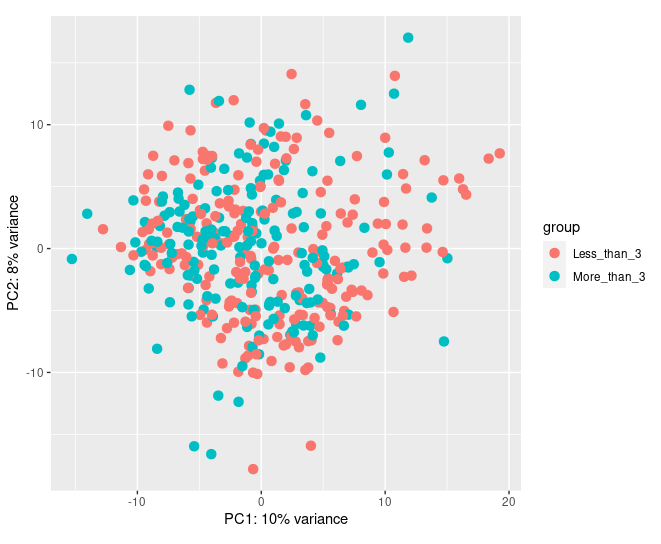 10
0
-10
-10
0
10
20
PC1: 10% variance
PC2: 8% variance
group
Less_than_3
More_than_3